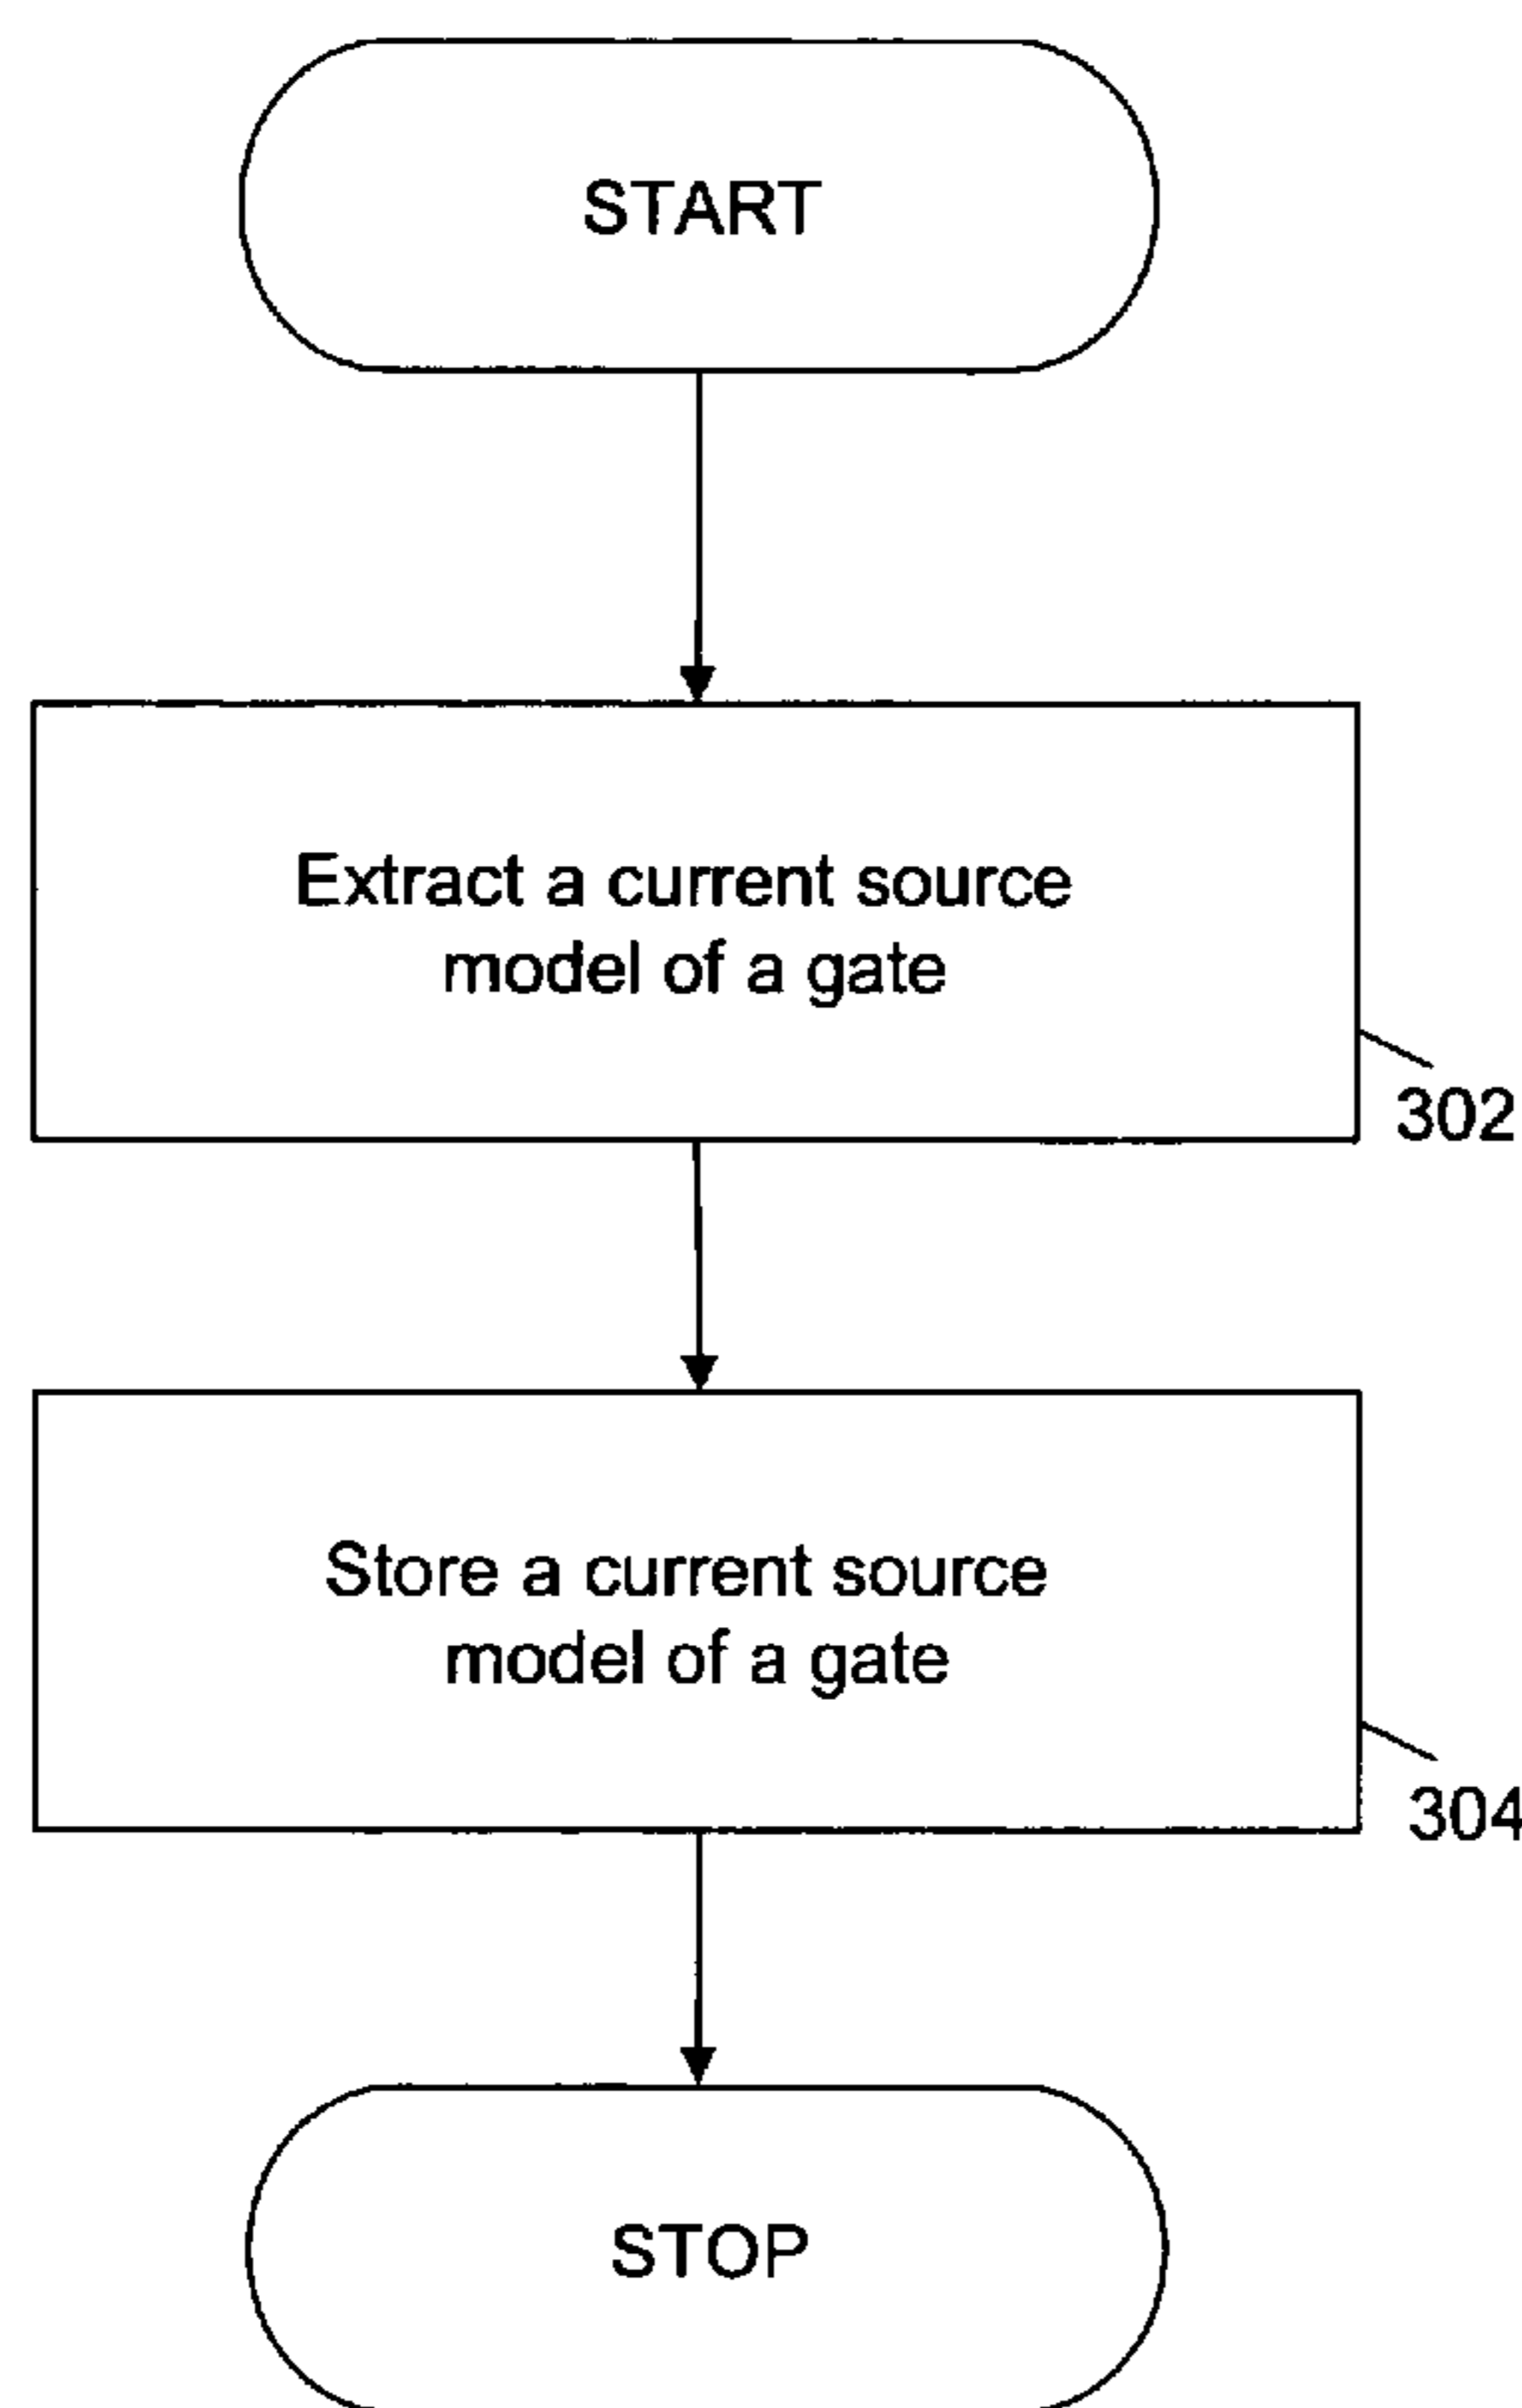 START
Extract a current source
model of a gate
302
Store a current source
model of a gate
304
STOP